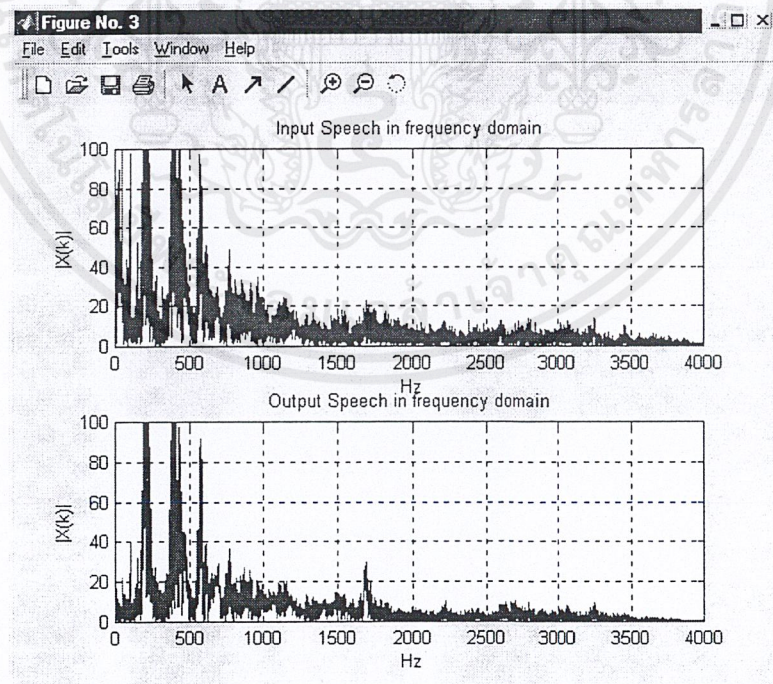 Figure No. 3
File Edit Tools Window Help
A
Input Speech in frequency domain
|X(k)|
100
80
60
40
20
0
0 500 1000 1500 2000 2500 3000 3500 4000
Hz
Output Speech in frequency domain
|X(k)|
100
80
60
40
20
0
0 500 1000 1500 2000 2500 3000 3500 4000
Hz